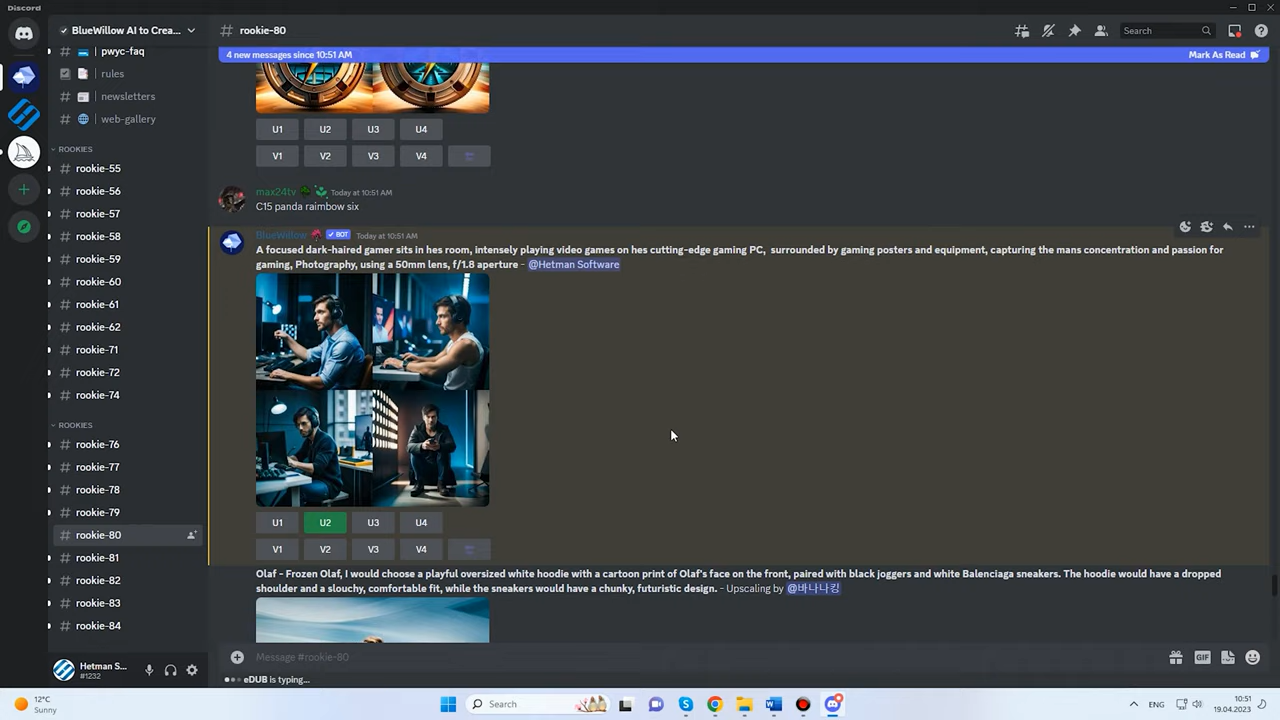 Discord
BlueWillow AI to Crea...
# rookie-80
Search
pwyc-faq
4 new messages since 10:51 AM
Mark As Read
rules
newsletters
web-gallery
U1 U2 U3 U4
V1 V2 V3 V4
ROOKIES
rookie-55
rookie-56
rookie-57
rookie-58
rookie-59
rookie-60
rookie-61
rookie-62
rookie-71
rookie-72
rookie-74
ROOKIES
rookie-76
rookie-77
rookie-78
rookie-79
rookie-80
rookie-81
rookie-82
rookie-83
rookie-84
max24tv Today at 10:51 AM
C15 panda raimbow six
BlueWillow BOT Today at 10:51 AM
A focused dark-haired gamer sits in hes room, intensely playing video games on hes cutting-edge gaming PC, surrounded by gaming posters and equipment, capturing the mans concentration and passion for
gaming, Photography, using a 50mm lens, f/1.8 aperture - @Hetman Software
U1 U2 U3 U4
V1 V2 V3 V4
Olaf - Frozen Olaf, I would choose a playful oversized white hoodie with a cartoon print of Olaf's face on the front, paired with black joggers and white Balenciaga sneakers. The hoodie would have a dropped
shoulder and a slouchy, comfortable fit, while the sneakers would have a chunky, futuristic design. - Upscaling by @바나나킹
Message #rookie-80
GIF
eDUB is typing...
Hetman S...
#1232
12°C
Sunny
Search
ENG
10:51
19.04.2023